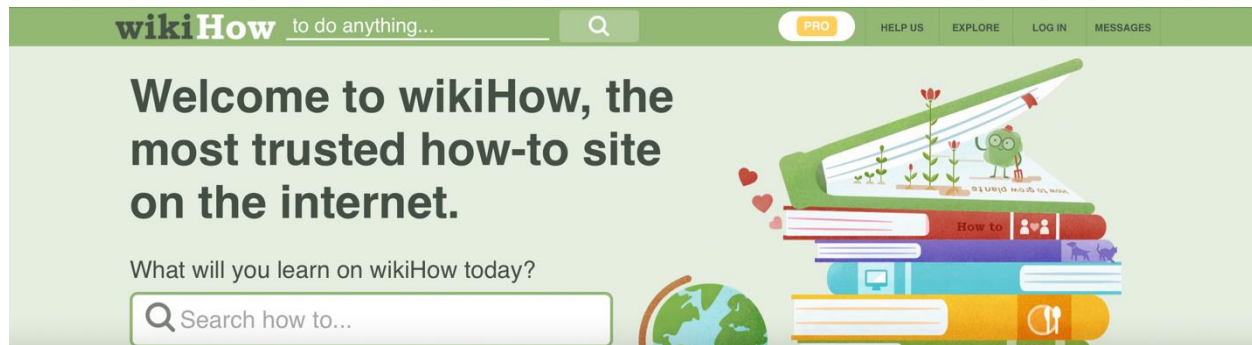 wikiHow to do anything... PRO HELP US EXPLORE LOG IN MESSAGES
Welcome to wikiHow, the
most trusted how-to site
on the internet.
What will you learn on wikiHow today?
Search how to...
How to grow plants
How to